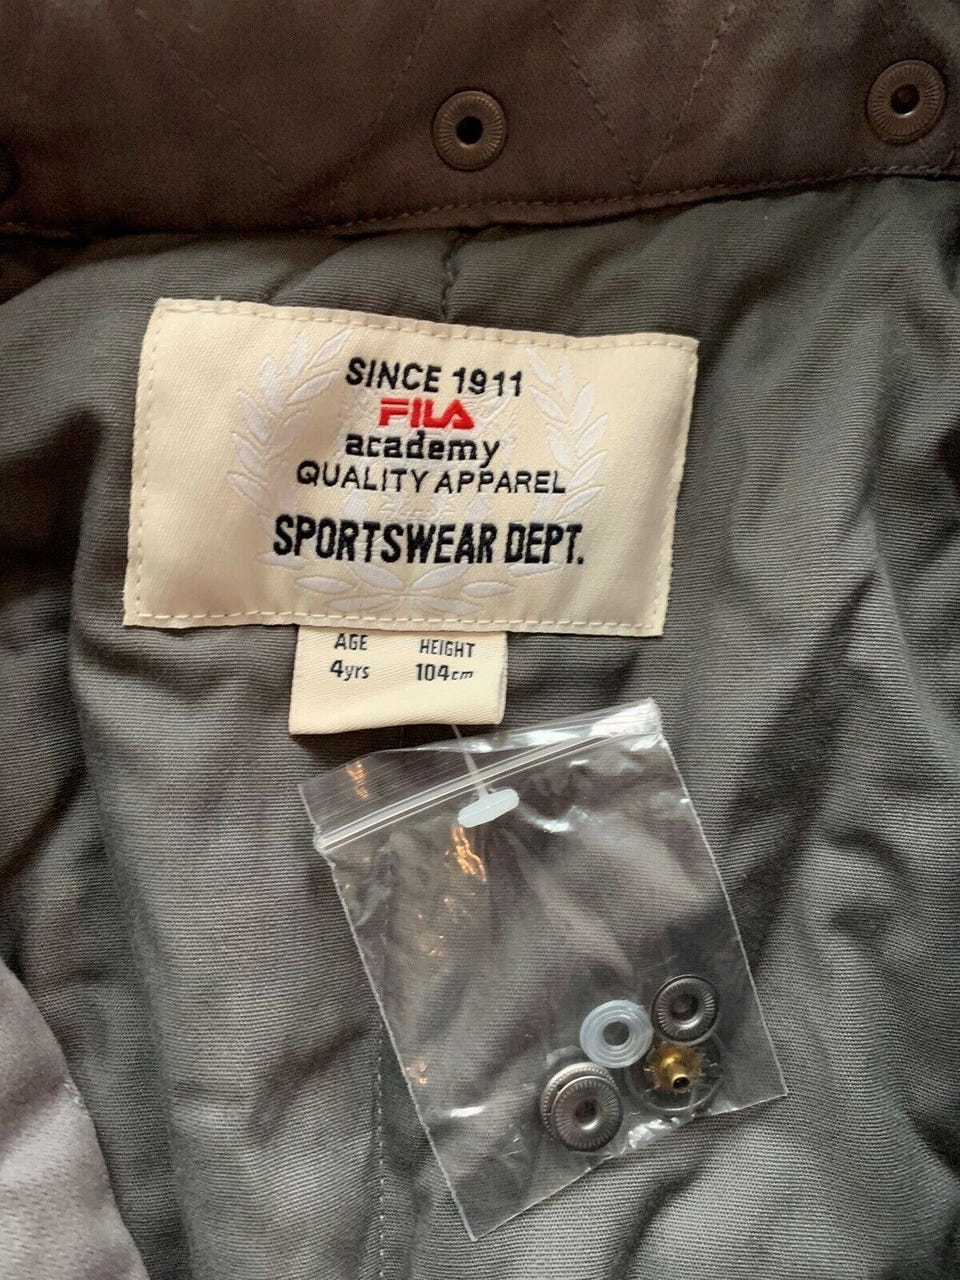 SINCE 1911
FILA
academy
QUALITY APPAREL
SPORTSWEAR DEPT.
AGE HEIGHT
4yrs 104cm